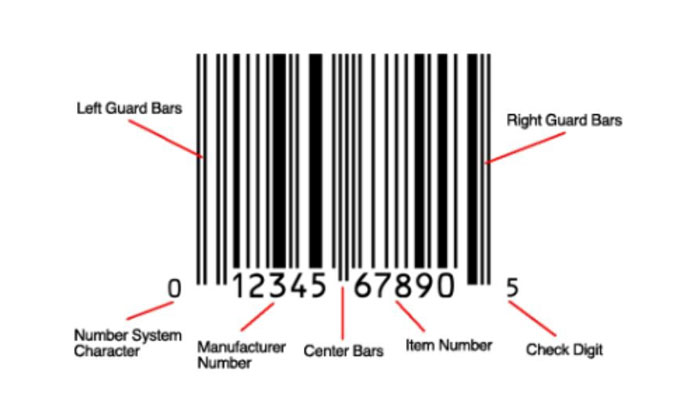 Left Guard Bars
Right Guard Bars
0 12345 67890 5
Number System
Character
Manufacturer
Number
Center Bars
Item Number
Check Digit